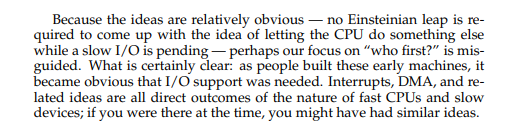 Because the ideas are relatively obvious — no Einsteinian leap is re-
quired to come up with the idea of letting the CPU do something else
while a slow I/O is pending — perhaps our focus on “who first?” is mis-
guided. What is certainly clear: as people built these early machines, it
became obvious that I/O support was needed. Interrupts, DMA, and re-
lated ideas are all direct outcomes of the nature of fast CPUs and slow
devices; if you were there at the time, you might have had similar ideas.